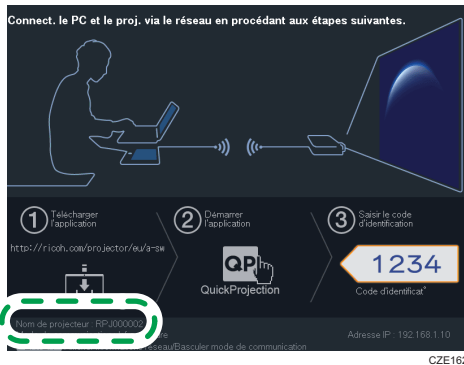 Connect. le PC et le proj. via le réseau en procédant aux étapes suivantes.
1 Télécharger
l'application
http://ricoh.com/projector/eu/a-sw
2 Démarrer
l'application
QP
QuickProjection
3 Saisir le code
d'identification
1234
Code d'identificat°
Nom de projecteur : RPJ000002
Adresse IP : 192.168.1.10
réseau/Basculer mode de communication
CZE162